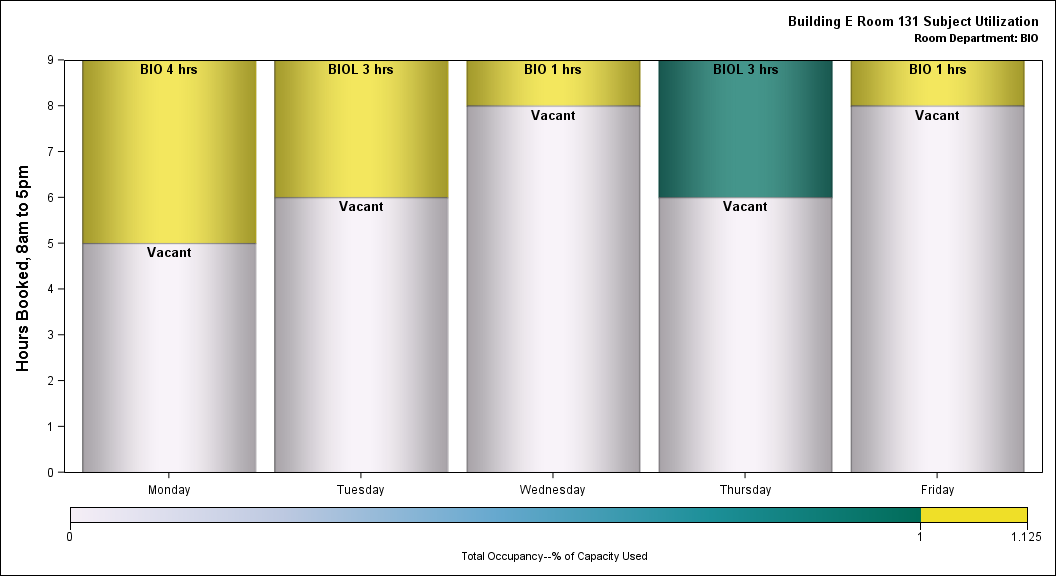 Building E Room 131 Subject Utilization
Room Department: BIO
Hours Booked, 8am to 5pm
9
8
7
6
5
4
3
2
1
0
BIO 4 hrs
BIOL 3 hrs
BIO 1 hrs
BIOL 3 hrs
BIO 1 hrs
Vacant
Vacant
Vacant
Vacant
Vacant
Monday
Tuesday
Wednesday
Thursday
Friday
0
1
1.125
Total Occupancy--% of Capacity Used